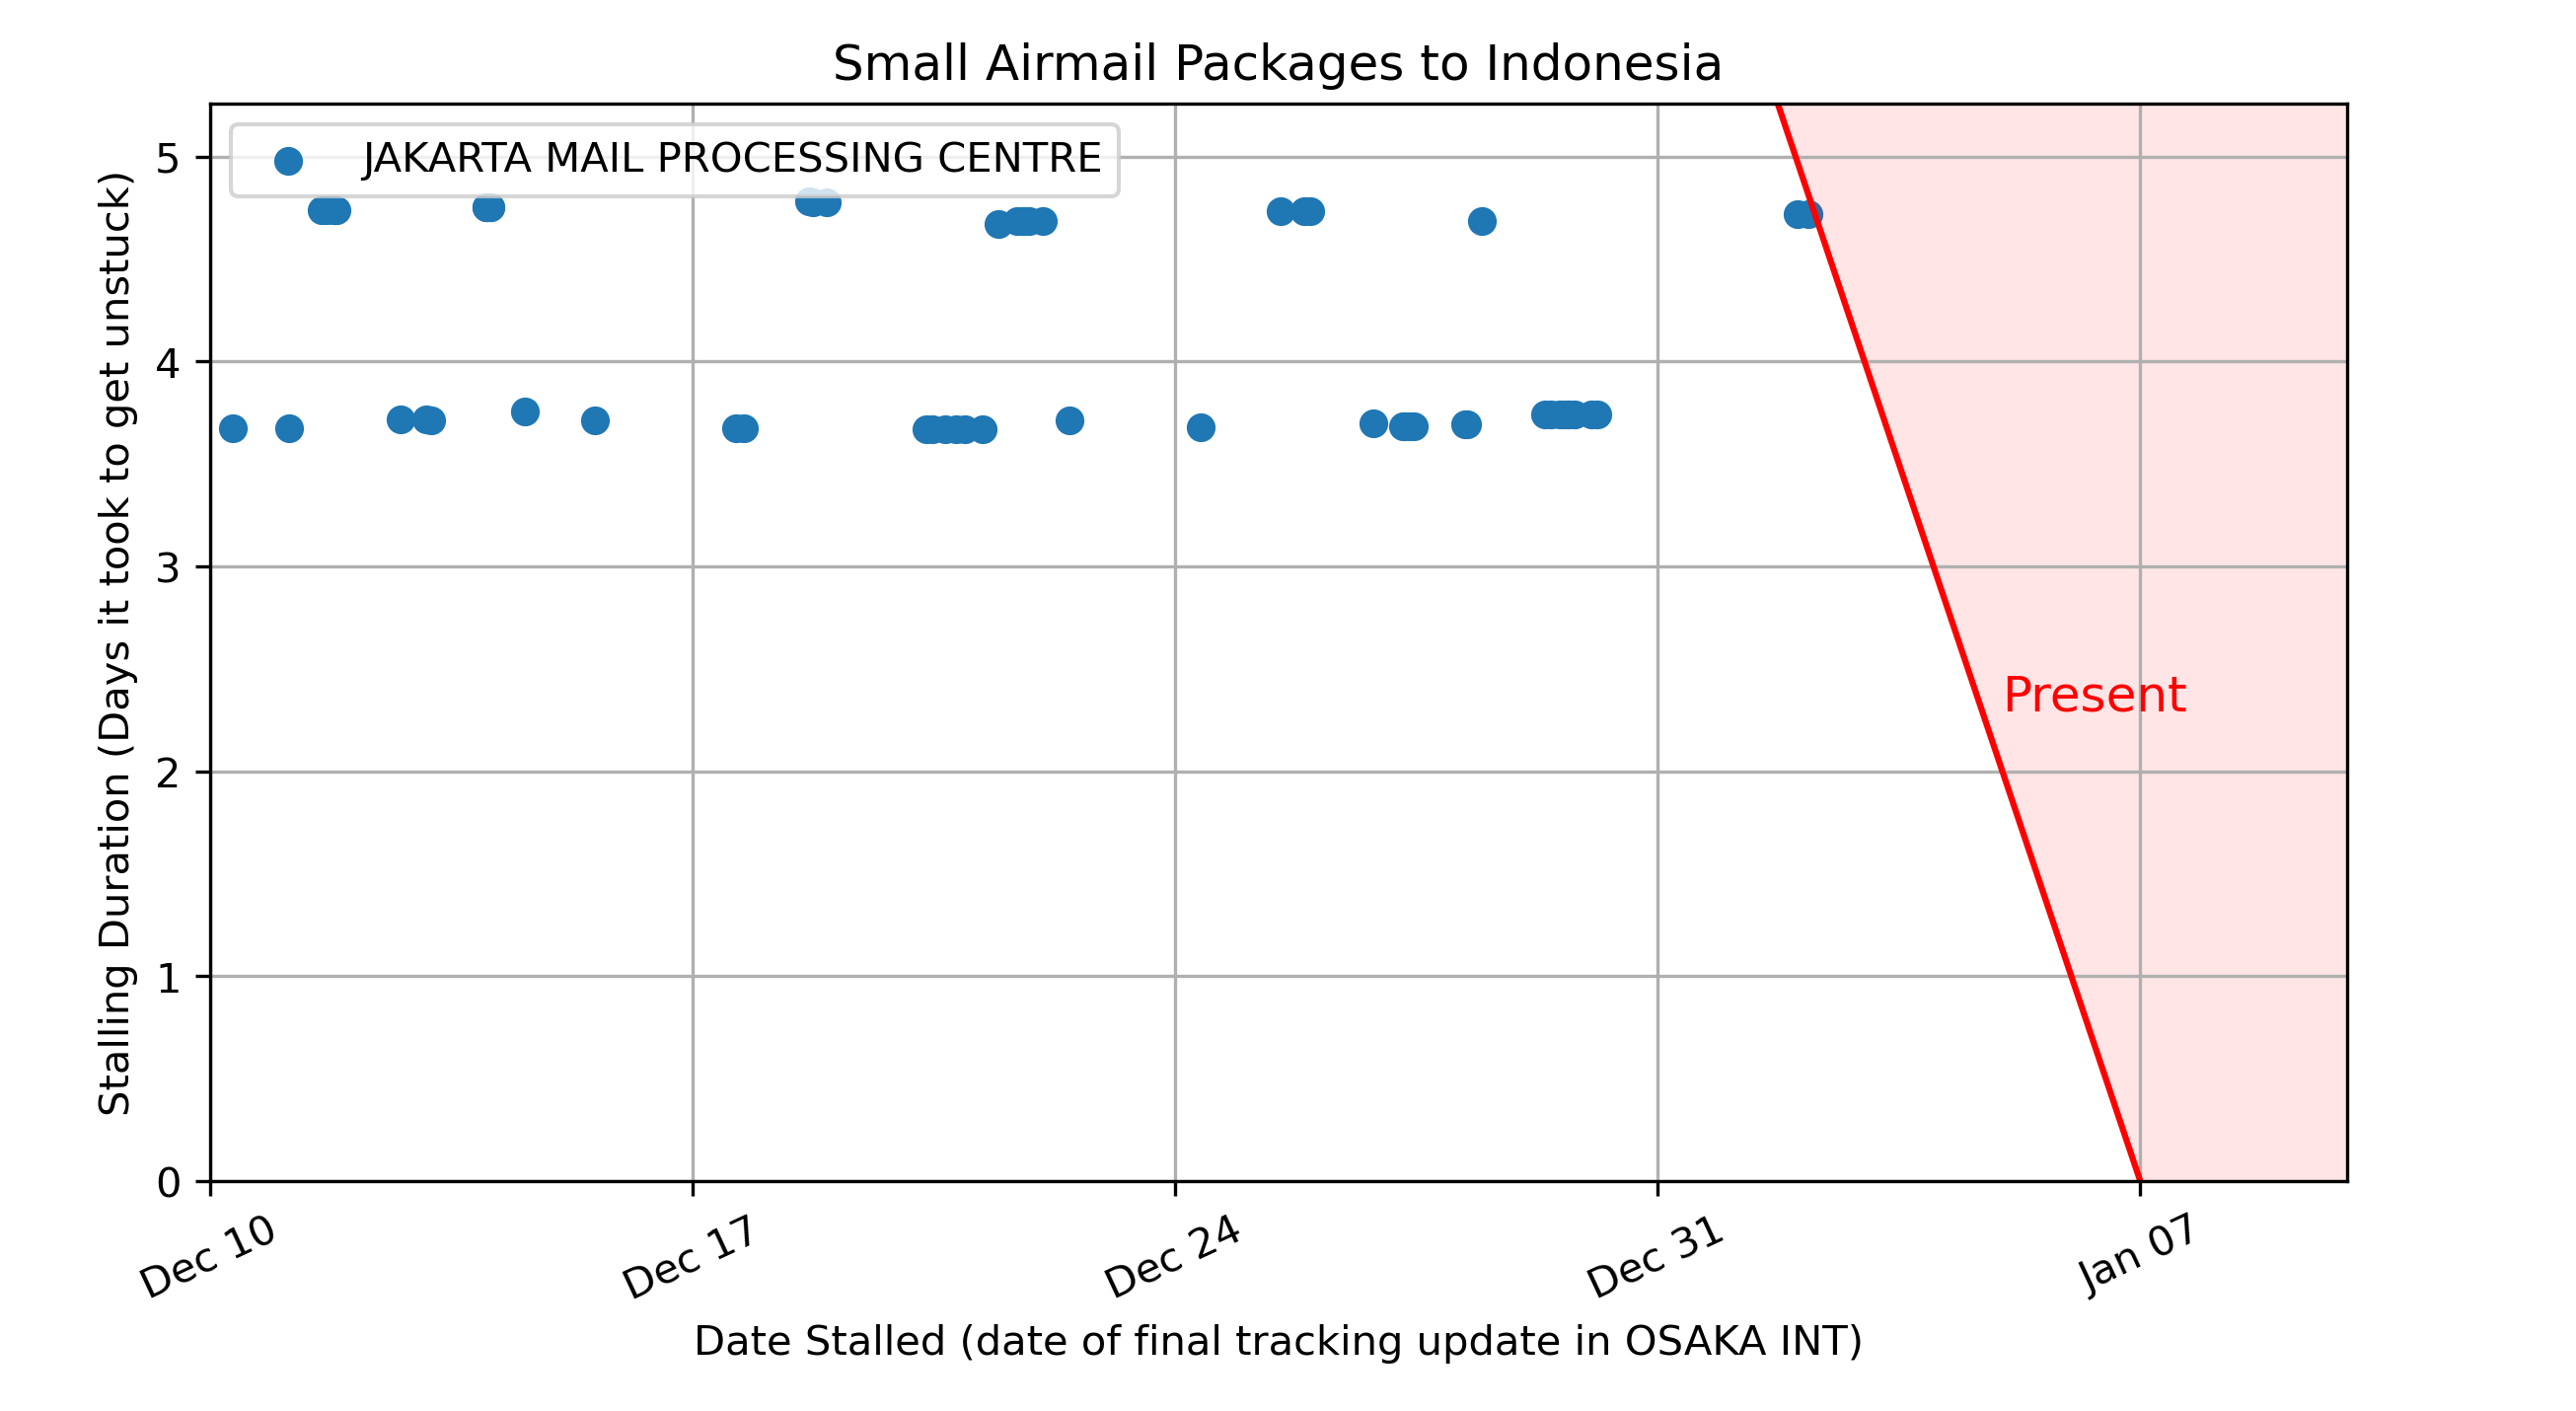 Small Airmail Packages to Indonesia
JAKARTA MAIL PROCESSING CENTRE
Stalling Duration (Days it took to get unstuck)
5
4
3
2
1
0
Present
Dec 10
Dec 17
Dec 24
Dec 31
Jan 07
Date Stalled (date of final tracking update in OSAKA INT)